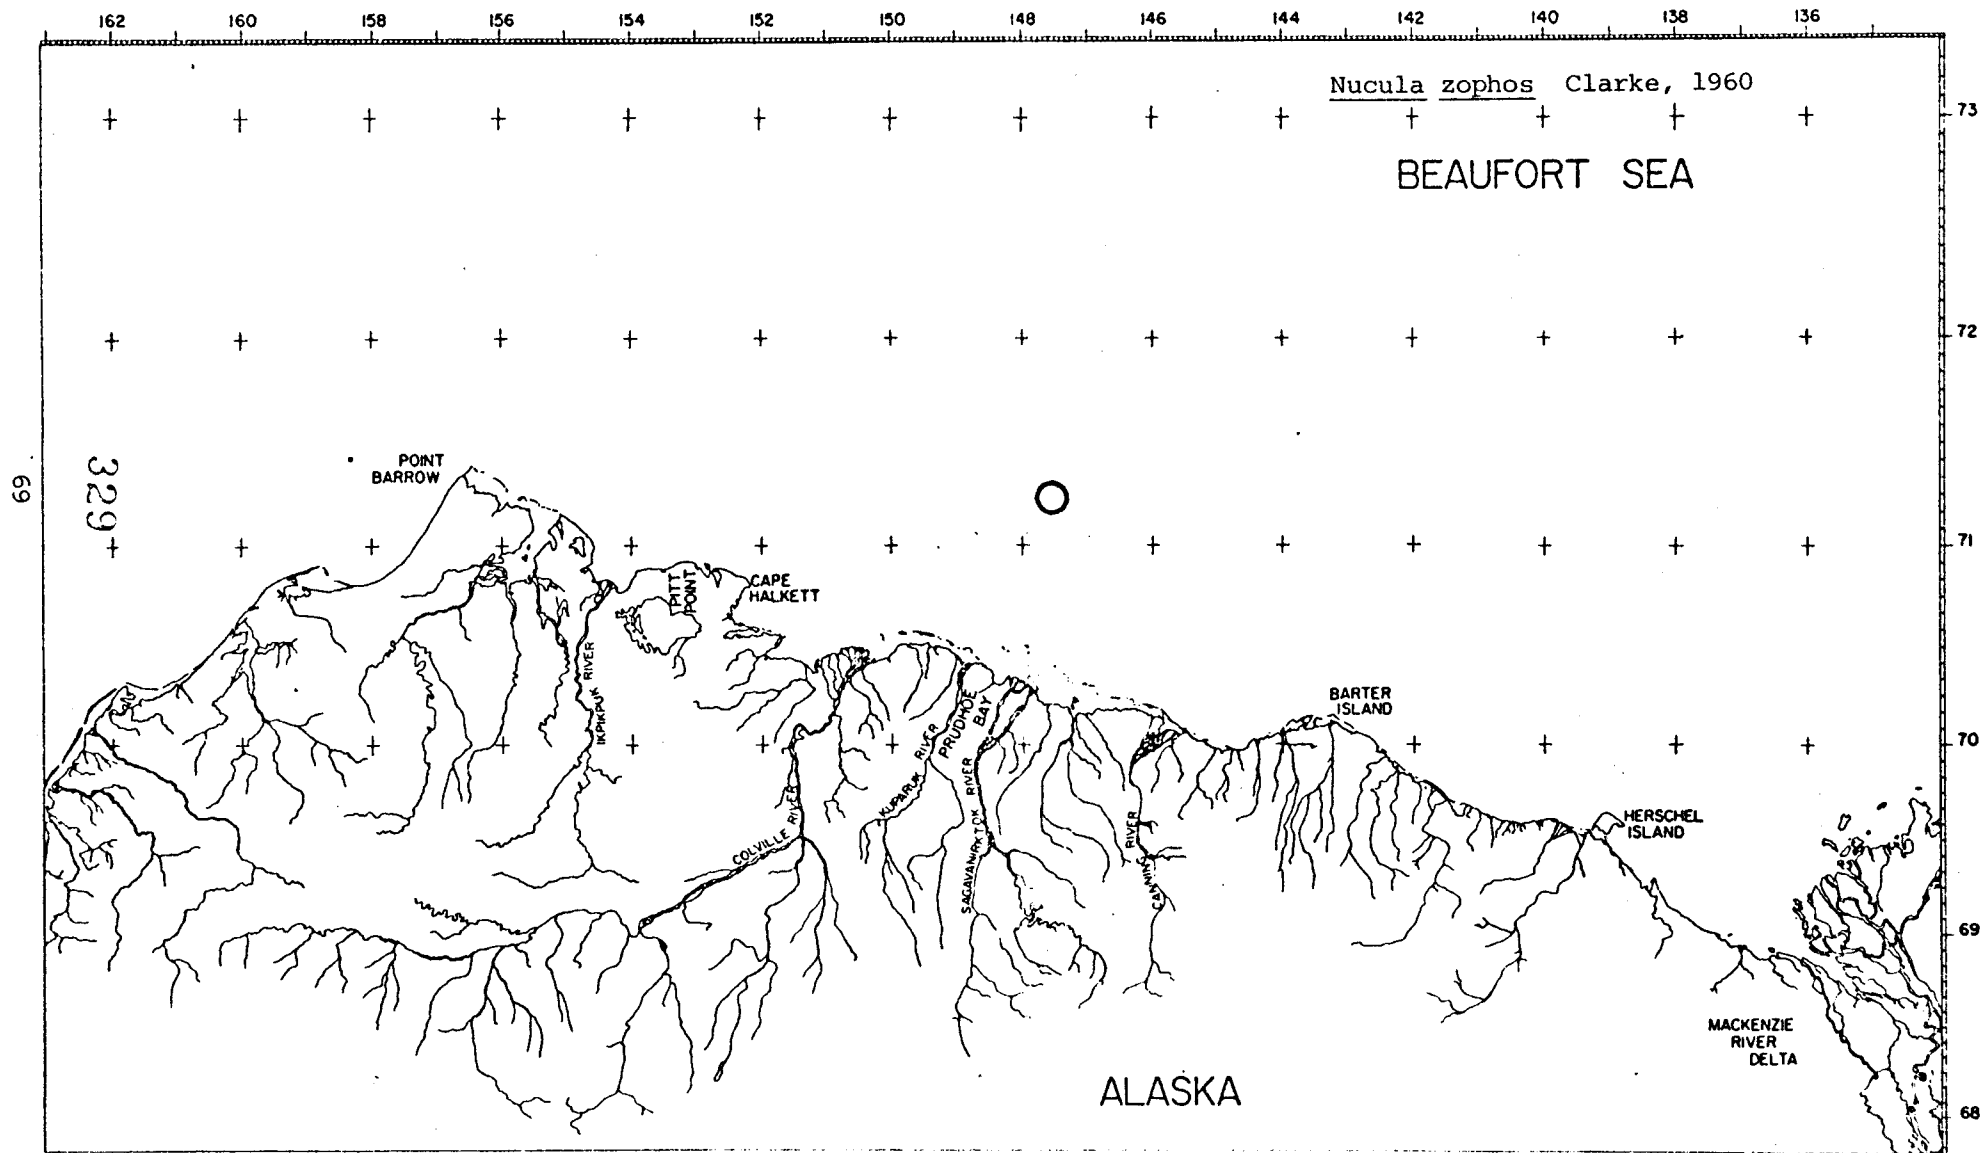 162 160 158 156 154 152 150 148 146 144 142 140 138 136
Nucula zophos Clarke, 1960
73
BEAUFORT SEA
72
POINT
BARROW
69
329
71
PITT
POINT
CAPE
HALKETT
IKPIKPUK RIVER
BARTER
ISLAND
PRUDHOE
BAY
70
KUPARUK RIVER
SAGAVANIRKTOK RIVER
COLVILLE RIVER
CANNING RIVER
HERSCHEL
ISLAND
69
MACKENZIE
RIVER
DELTA
ALASKA
68